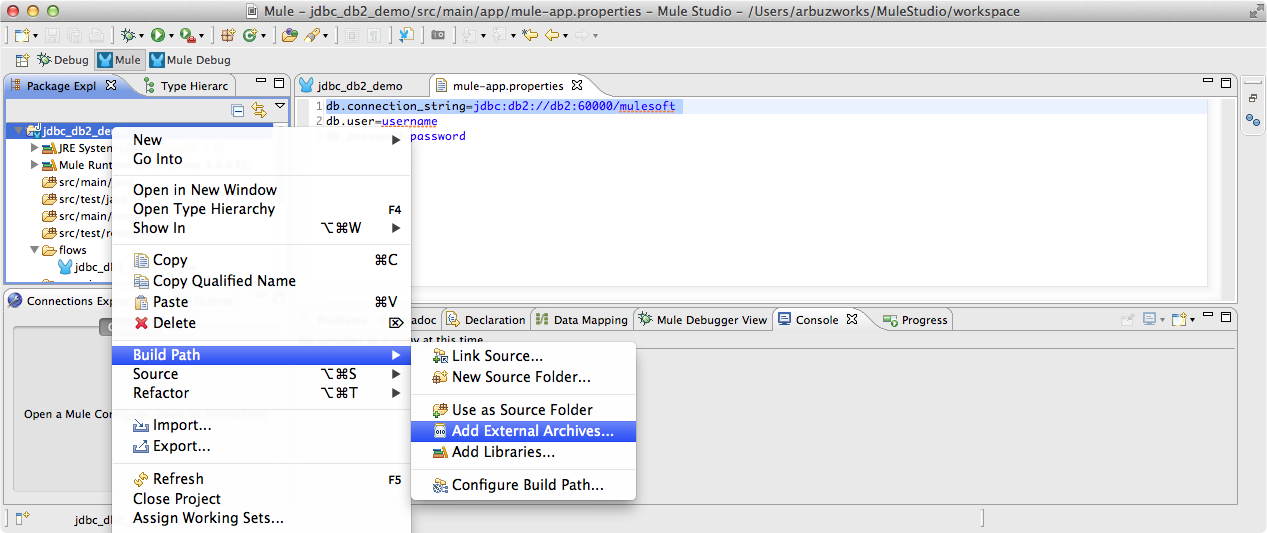 Mule – jdbc_db2_demo/src/main/app/mule-app.properties – Mule Studio – /Users/arbuzworks/MuleStudio/workspace
Debug Mule Mule Debug
Package Expl Type Hierarc
jdbc_db2_demo mule-app.properties
1 db.connection_string=jdbc:db2://db2:60000/mulesoft
2 db.user=username
password
jdbc_db2_de
JRE System
Mule Runt
src/main/
src/test/ja
src/main/
src/test/re
flows
jdbc_d
New
Go Into
Open in New Window
Open Type Hierarchy F4
Show In ⌥⌘W
Copy ⌘C
Copy Qualified Name
Paste ⌘V
Delete ⌦
Build Path
Source ⌥⌘S
Refactor ⌥⌘T
Import...
Export...
Refresh F5
Close Project
Assign Working Sets...
Link Source...
New Source Folder...
Use as Source Folder
Add External Archives...
Add Libraries...
Configure Build Path...
Connections Exp
Open a Mule Con
adoc Declaration Data Mapping Mule Debugger View Console Progress
at this time.
jdbc_d